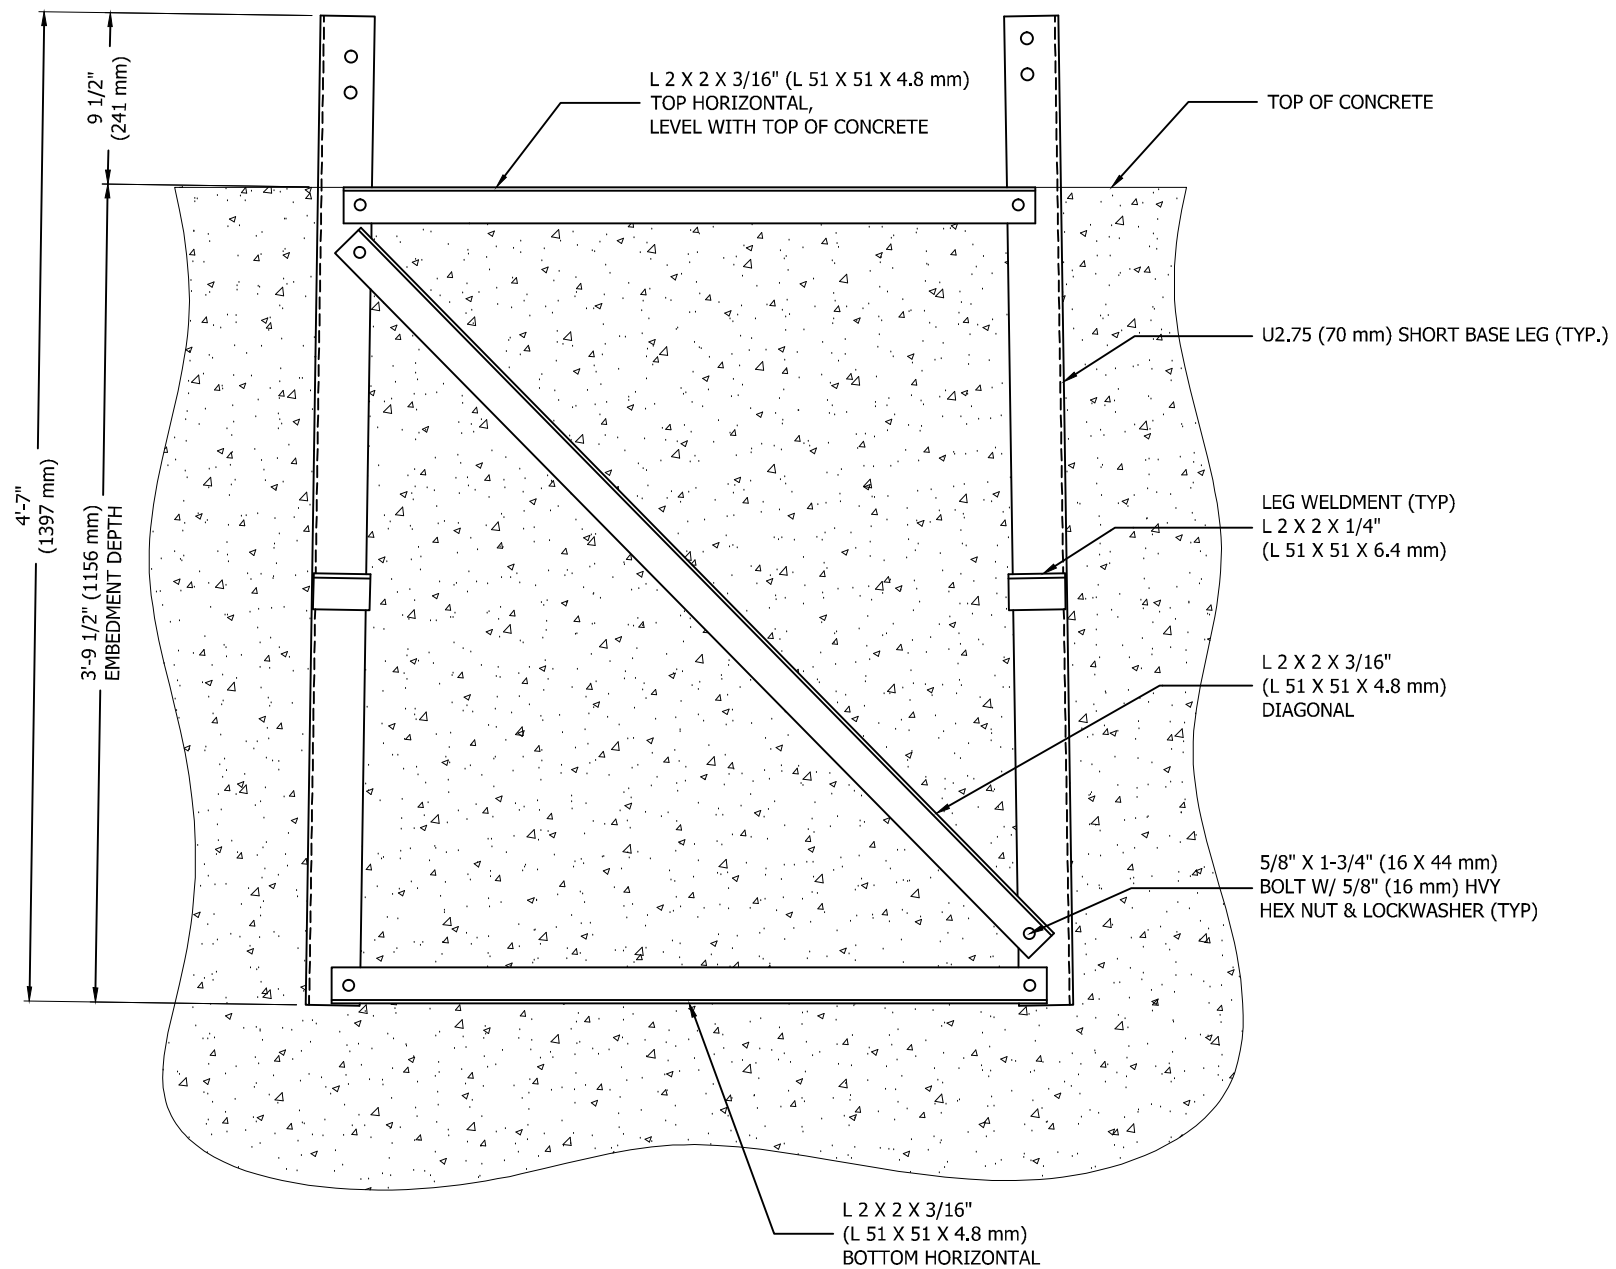 4'-7"
(1397 mm)
9 1/2"
(241 mm)
3'-9 1/2" (1156 mm)
EMBEDMENT DEPTH
L 2 X 2 X 3/16" (L 51 X 51 X 4.8 mm)
TOP HORIZONTAL,
LEVEL WITH TOP OF CONCRETE
TOP OF CONCRETE
U2.75 (70 mm) SHORT BASE LEG (TYP.)
LEG WELDMENT (TYP)
L 2 X 2 X 1/4"
(L 51 X 51 X 6.4 mm)
L 2 X 2 X 3/16"
(L 51 X 51 X 4.8 mm)
DIAGONAL
5/8" X 1-3/4" (16 X 44 mm)
BOLT W/ 5/8" (16 mm) HVY
HEX NUT & LOCKWASHER (TYP)
L 2 X 2 X 3/16"
(L 51 X 51 X 4.8 mm)
BOTTOM HORIZONTAL